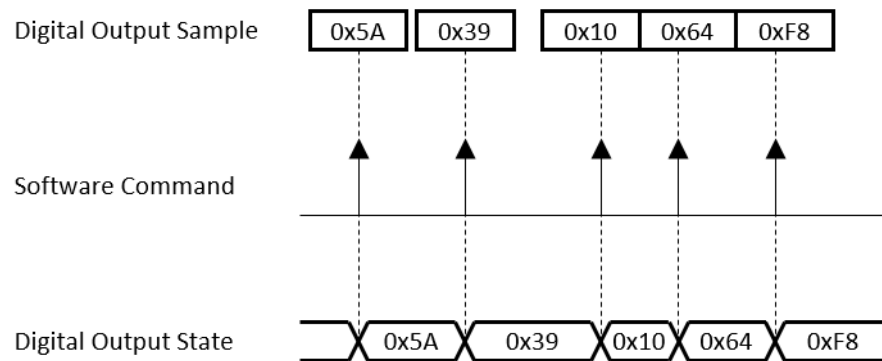 Digital Output Sample 0x5A 0x39 0x10 0x64 0xF8
Software Command
Digital Output State 0x5A 0x39 0x10 0x64 0xF8